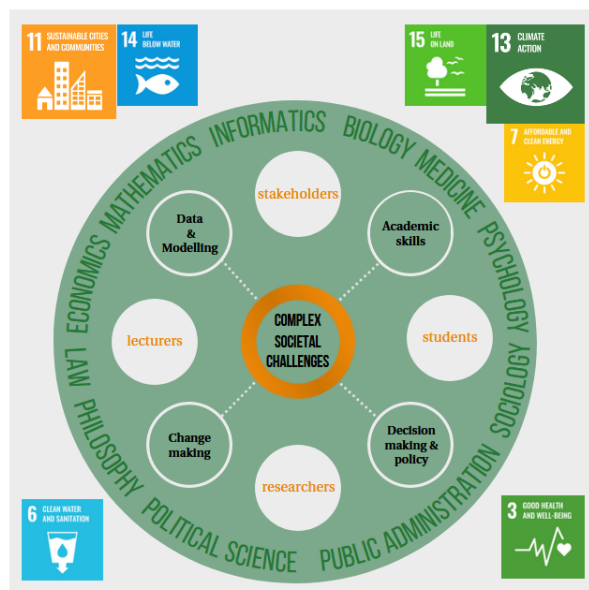 11 SUSTAINABLE CITIES
AND COMMUNITIES
14 LIFE
BELOW WATER
15 LIFE
ON LAND
13 CLIMATE
ACTION
7 AFFORDABLE AND
CLEAN ENERGY
INFORMATICS
BIOLOGY
MEDICINE
PSYCHOLOGY
SOCIOLOGY
PUBLIC ADMINISTRATION
POLITICAL SCIENCE
PHILOSOPHY
LAW
ECONOMICS
MATHEMATICS
stakeholders
Data
&
Modelling
Academic
skills
lecturers
COMPLEX
SOCIETAL
CHALLENGES
students
Change
making
Decision
making &
policy
researchers
6 CLEAN WATER
AND SANITATION
3 GOOD HEALTH
AND WELL-BEING